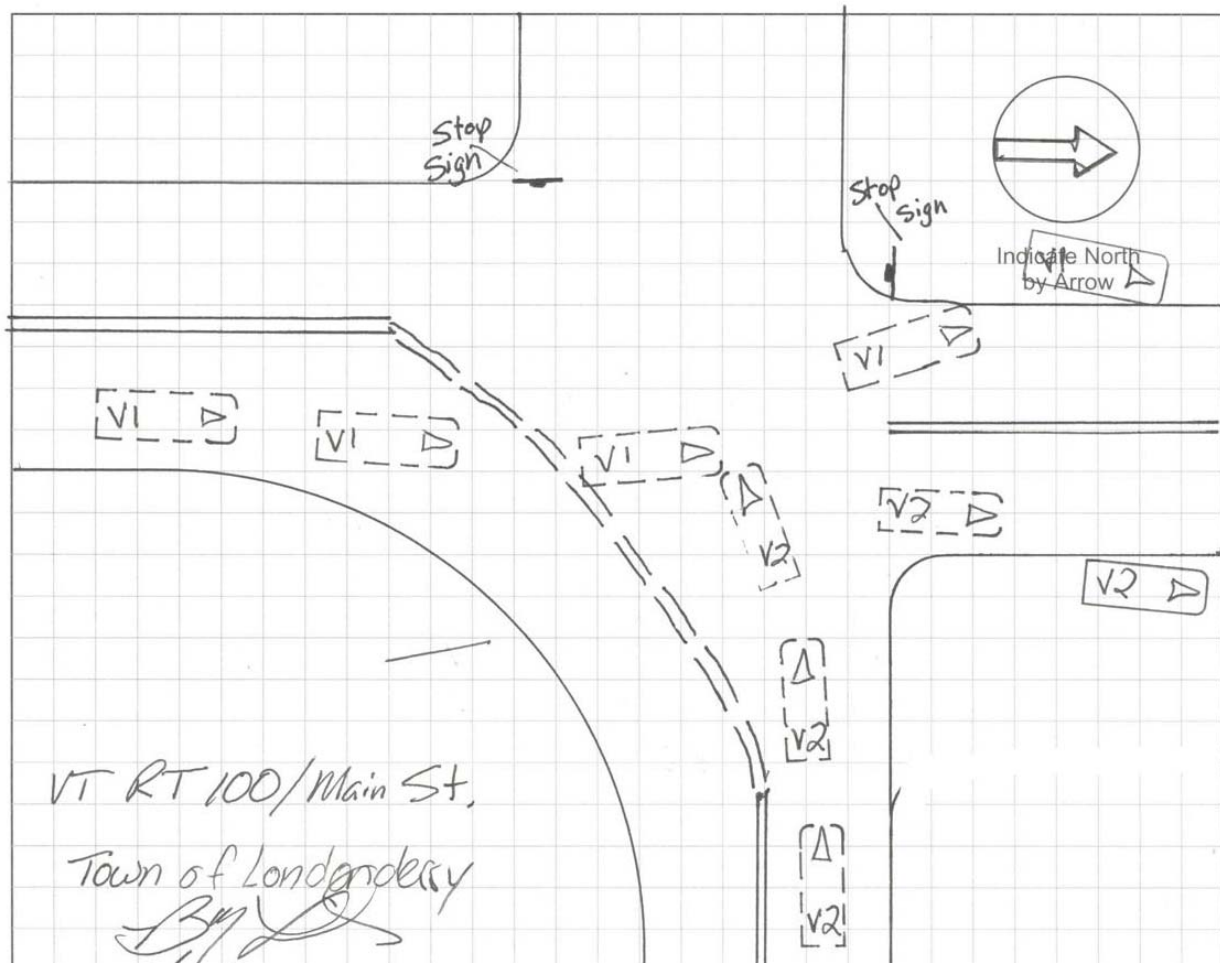 Stop
Sign
Stop
Sign
Indicate North
by Arrow
V1
V1
V1
V1
V1
V2
V2
V2
V2
V2
VT RT 100/Main St.
Town of Londonderry